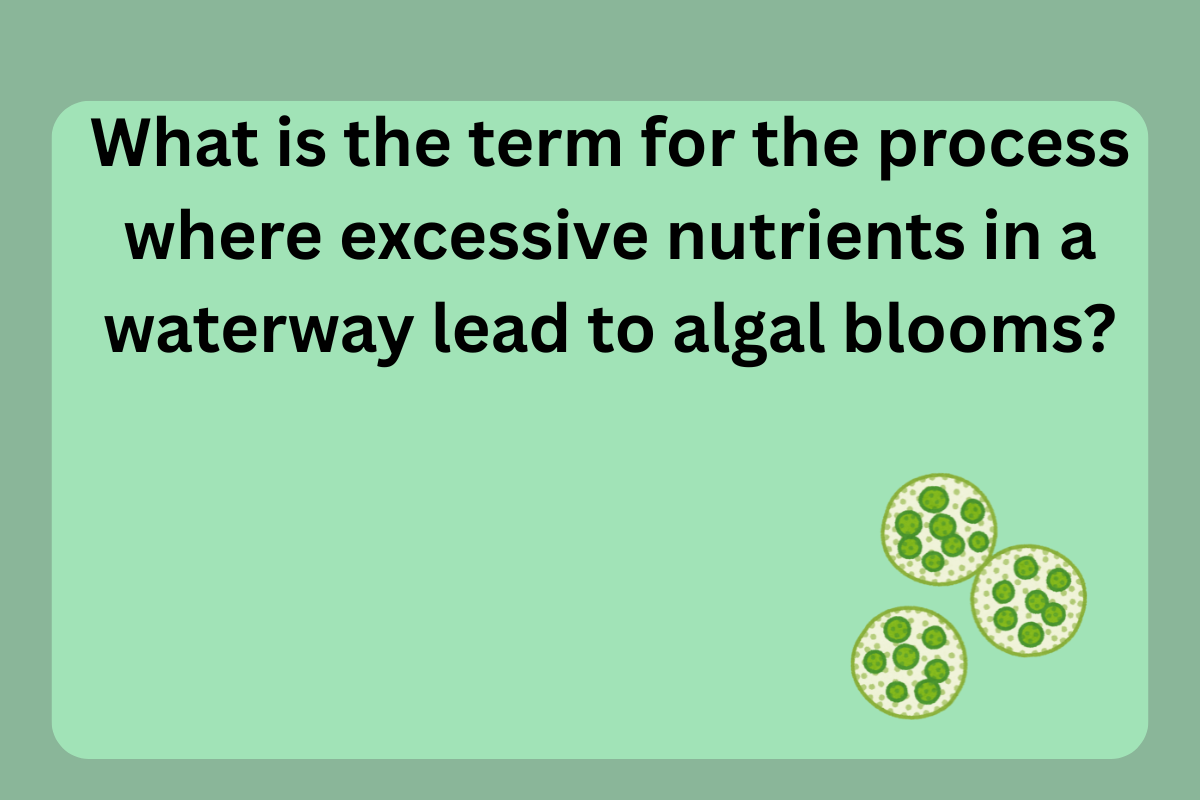 What is the term for the process
where excessive nutrients in a
waterway lead to algal blooms?